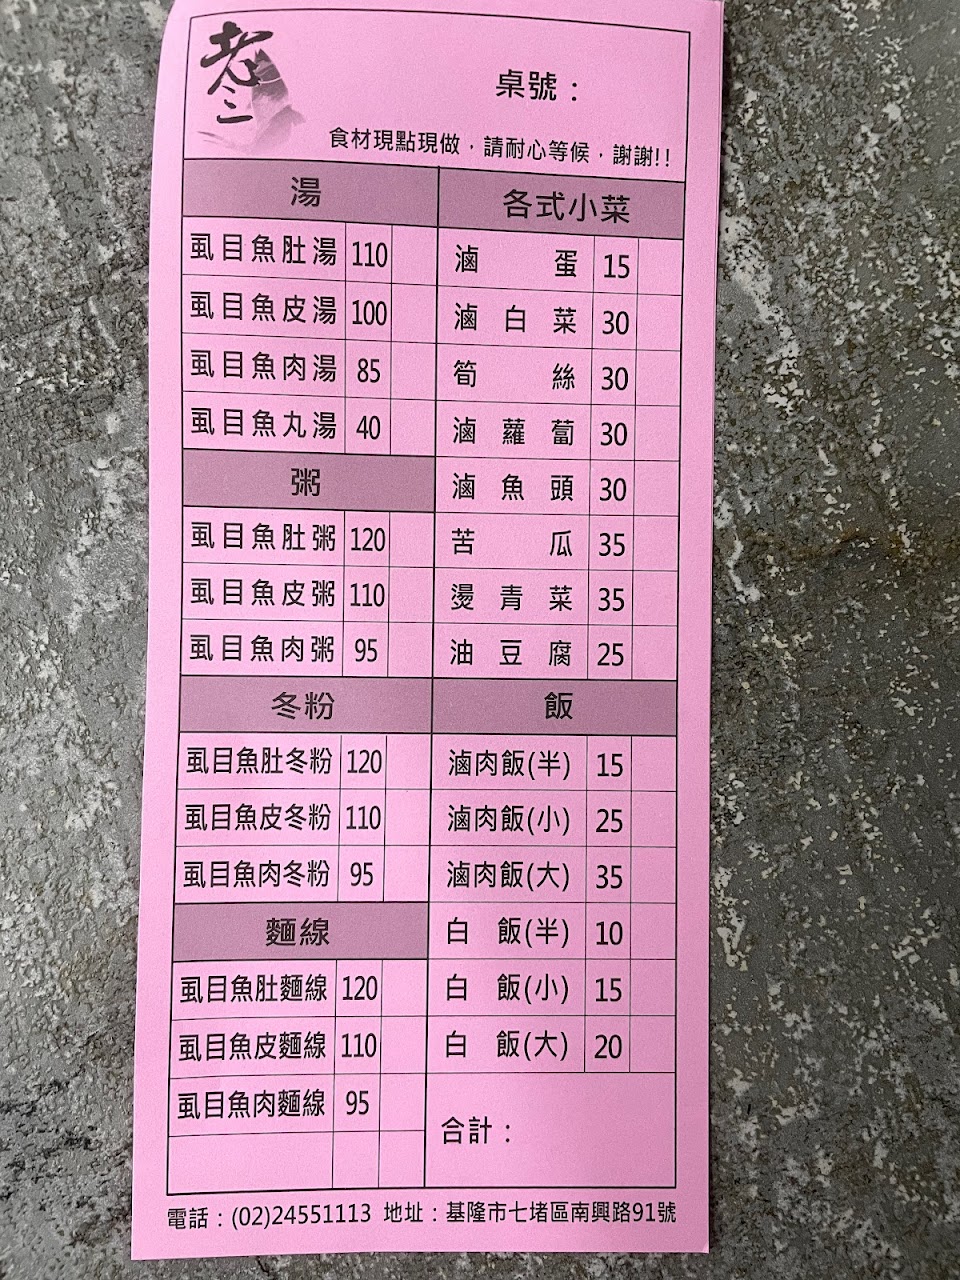 老二
桌號：
食材現點現做，請耐心等候，謝謝!!
湯
虱目魚肚湯 110
虱目魚皮湯 100
虱目魚肉湯 85
虱目魚丸湯 40
粥
虱目魚肚粥 120
虱目魚皮粥 110
虱目魚肉粥 95
冬粉
虱目魚肚冬粉 120
虱目魚皮冬粉 110
虱目魚肉冬粉 95
麵線
虱目魚肚麵線 120
虱目魚皮麵線 110
虱目魚肉麵線 95
各式小菜
滷蛋 15
滷白菜 30
筍絲 30
滷蘿蔔 30
滷魚頭 30
苦瓜 35
燙青菜 35
油豆腐 25
飯
滷肉飯(半) 15
滷肉飯(小) 25
滷肉飯(大) 35
白飯(半) 10
白飯(小) 15
白飯(大) 20
合計：
電話：(02)24551113 地址：基隆市七堵區南興路91號